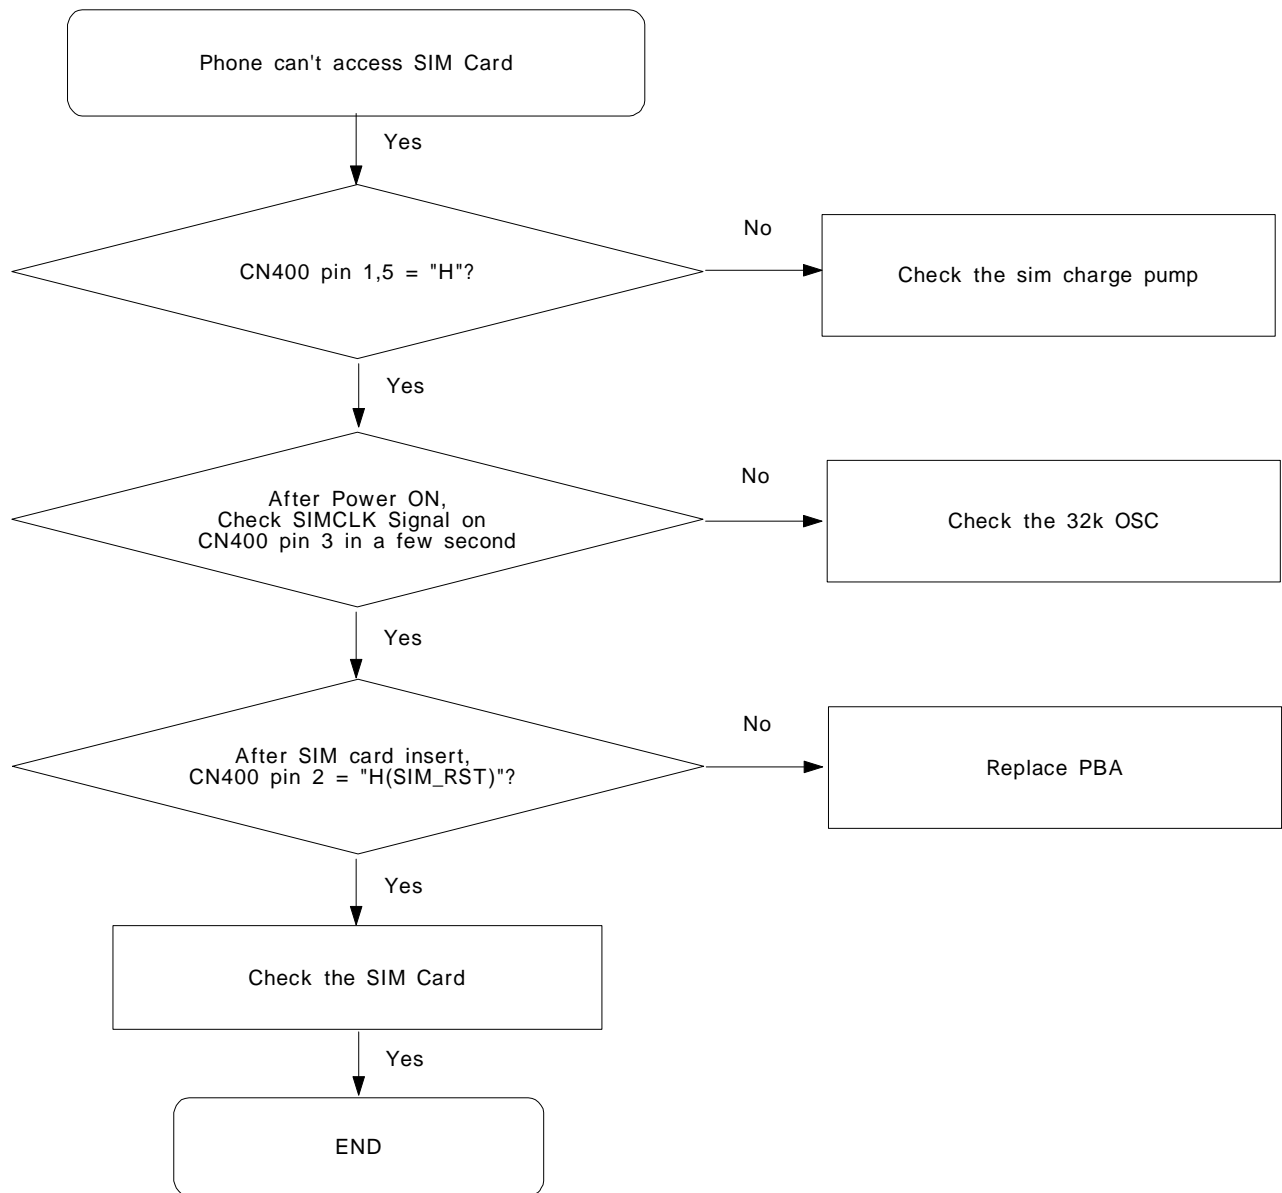 Phone can't access SIM Card
Yes
CN400 pin 1,5 = "H"?
No
Check the sim charge pump
Yes
After Power ON,
Check SIMCLK Signal on
CN400 pin 3 in a few second
No
Check the 32k OSC
Yes
After SIM card insert,
CN400 pin 2 = "H(SIM_RST)"?
No
Replace PBA
Yes
Check the SIM Card
Yes
END